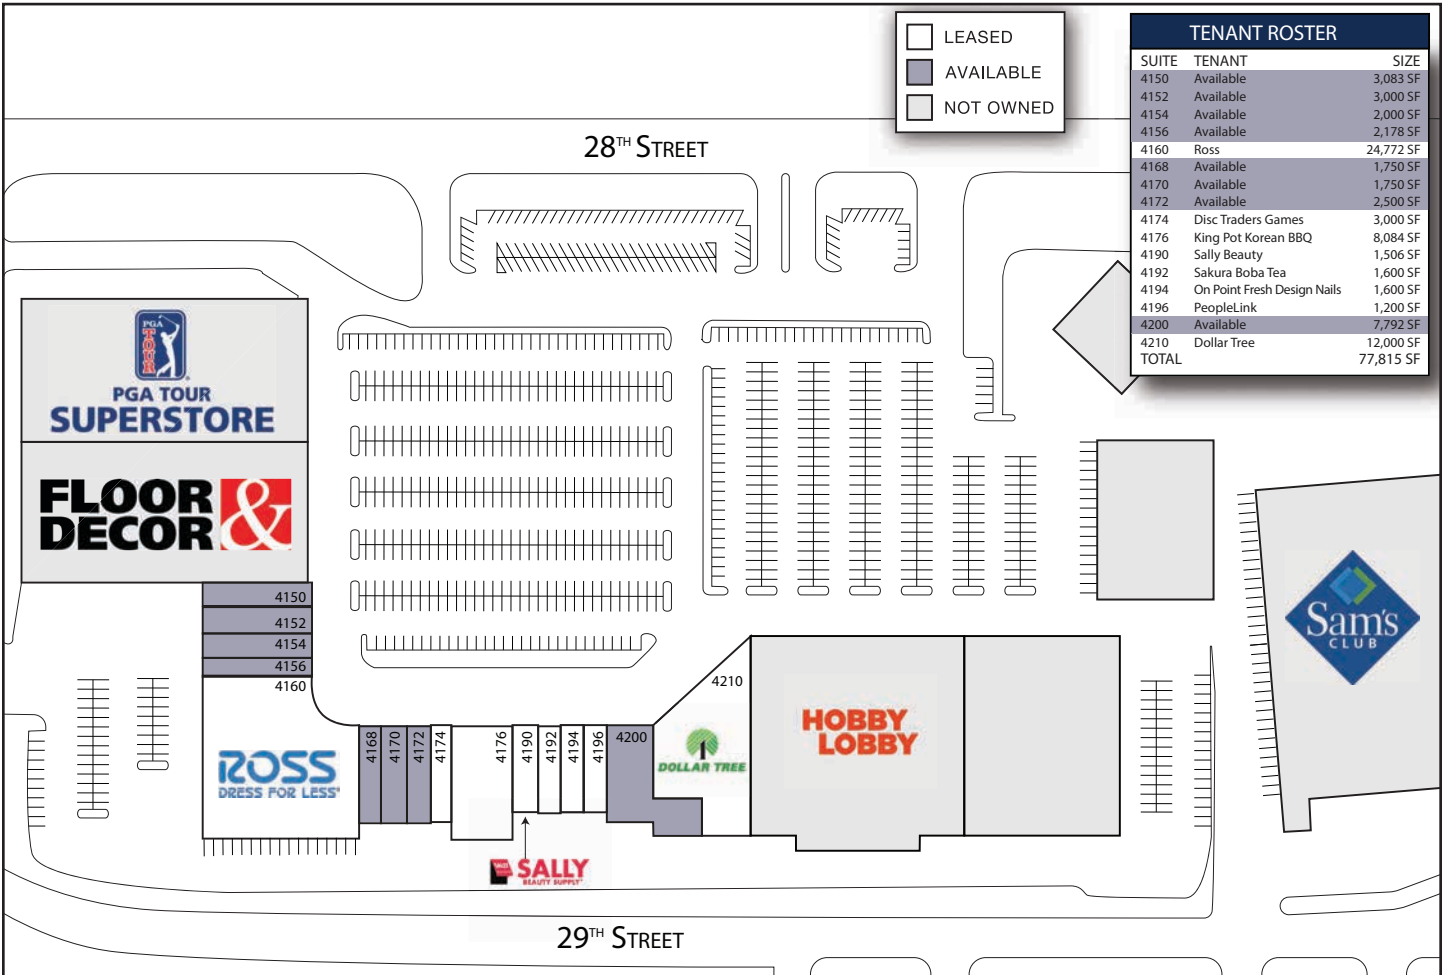 LEASED
AVAILABLE
NOT OWNED
TENANT ROSTER
SUITE TENANT SIZE
4150 Available 3,083 SF
4152 Available 3,000 SF
4154 Available 2,000 SF
4156 Available 2,178 SF
4160 Ross 24,772 SF
4168 Available 1,750 SF
4170 Available 1,750 SF
4172 Available 2,500 SF
4174 Disc Traders Games 3,000 SF
4176 King Pot Korean BBQ 8,084 SF
4190 Sally Beauty 1,506 SF
4192 Sakura Boba Tea 1,600 SF
4194 On Point Fresh Design Nails 1,600 SF
4196 PeopleLink 1,200 SF
4200 Available 7,792 SF
4210 Dollar Tree 12,000 SF
TOTAL 77,815 SF
28TH STREET
PGA
TOUR
PGA TOUR
SUPERSTORE
FLOOR &
DECOR
4150
4152
4154
4156
4160
ROSS
DRESS FOR LESS
4168
4170
4172
4174
4176
4190
4192
4194
4196
4200
4210
DOLLAR TREE
HOBBY
LOBBY
Sam's
CLUB
SALLY
BEAUTY SUPPLY
29TH STREET